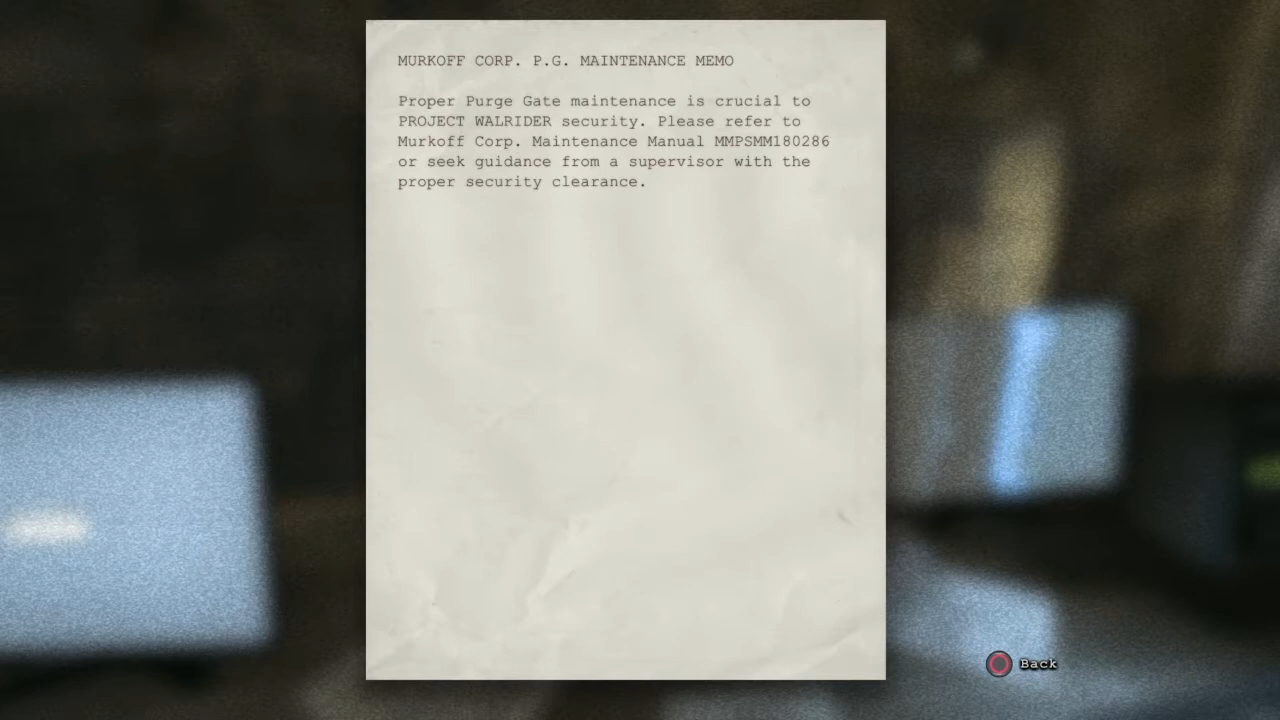 MURKOFF CORP. P.G. MAINTENANCE MEMO
Proper Purge Gate maintenance is crucial to
PROJECT WALRIDER security. Please refer to
Murkoff Corp. Maintenance Manual MMPSMM180286
or seek guidance from a supervisor with the
proper security clearance.
Back